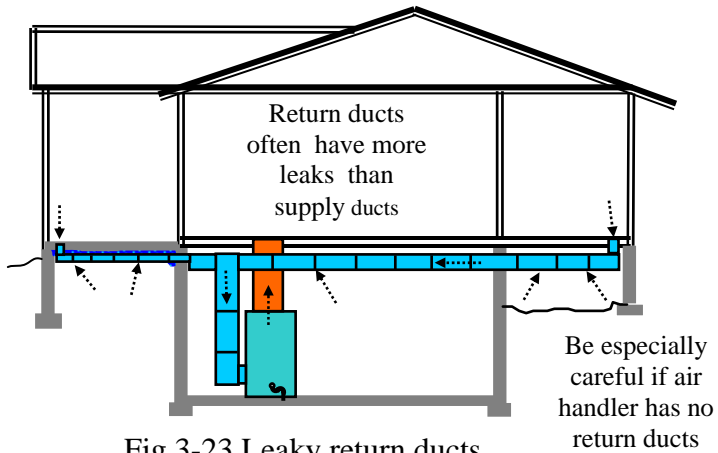 Return ducts
often have more
leaks than
supply ducts
Be especially
careful if air
handler has no
return ducts
Fig 3-23 Leaky return ducts